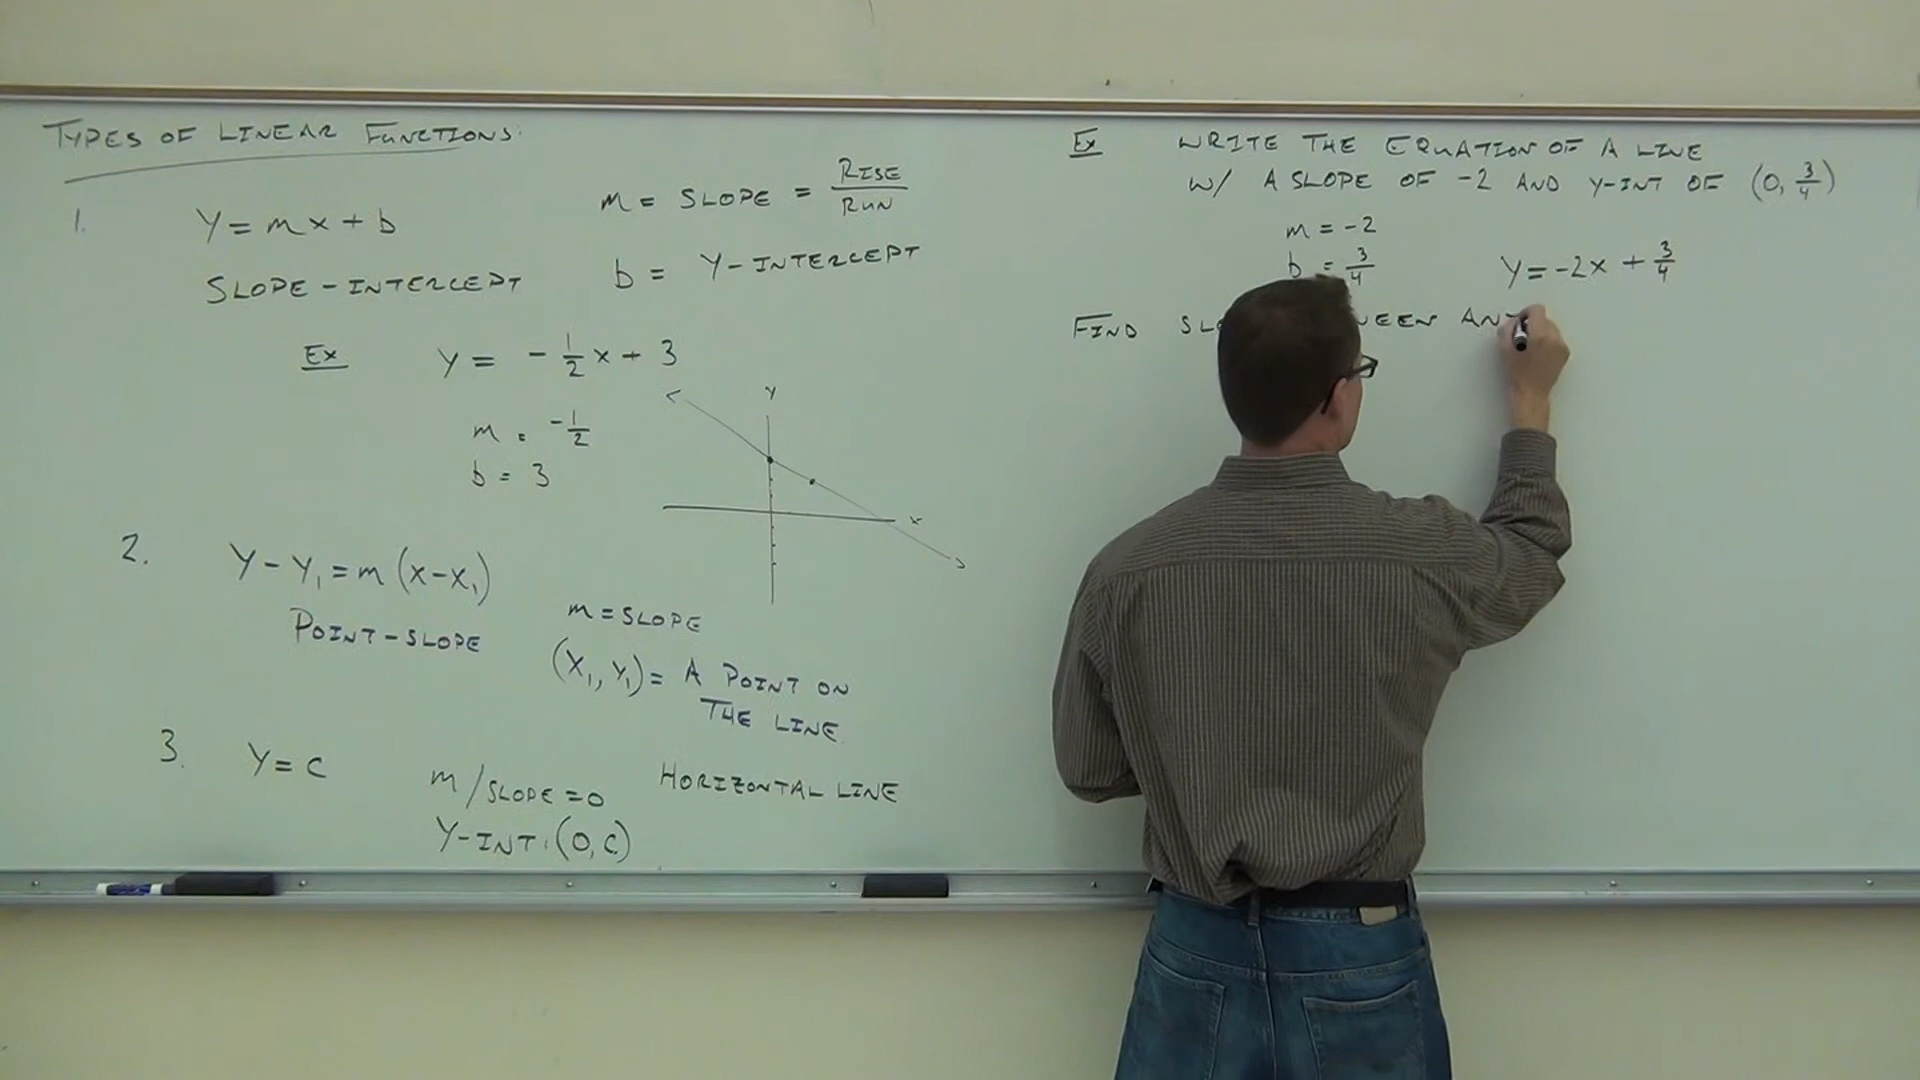 TYPES OF LINEAR FUNCTIONS:
1. Y = mx + b
SLOPE-INTERCEPT
m = SLOPE = RISE/RUN
b = Y-INTERCEPT
Ex y = -1/2 x + 3
m = -1/2
b = 3
Y
X
2. Y - Y₁ = m(x - x₁)
POINT-SLOPE
m = SLOPE
(X₁, Y₁) = A POINT ON
THE LINE.
3. Y = C
m/SLOPE = 0
HORIZONTAL LINE
Y-INT: (0, C)
Ex WRITE THE EQUATION OF A LINE
W/ A SLOPE OF -2 AND Y-INT OF (0, 3/4)
m = -2
b = 3/4
Y = -2x + 3/4
FIND